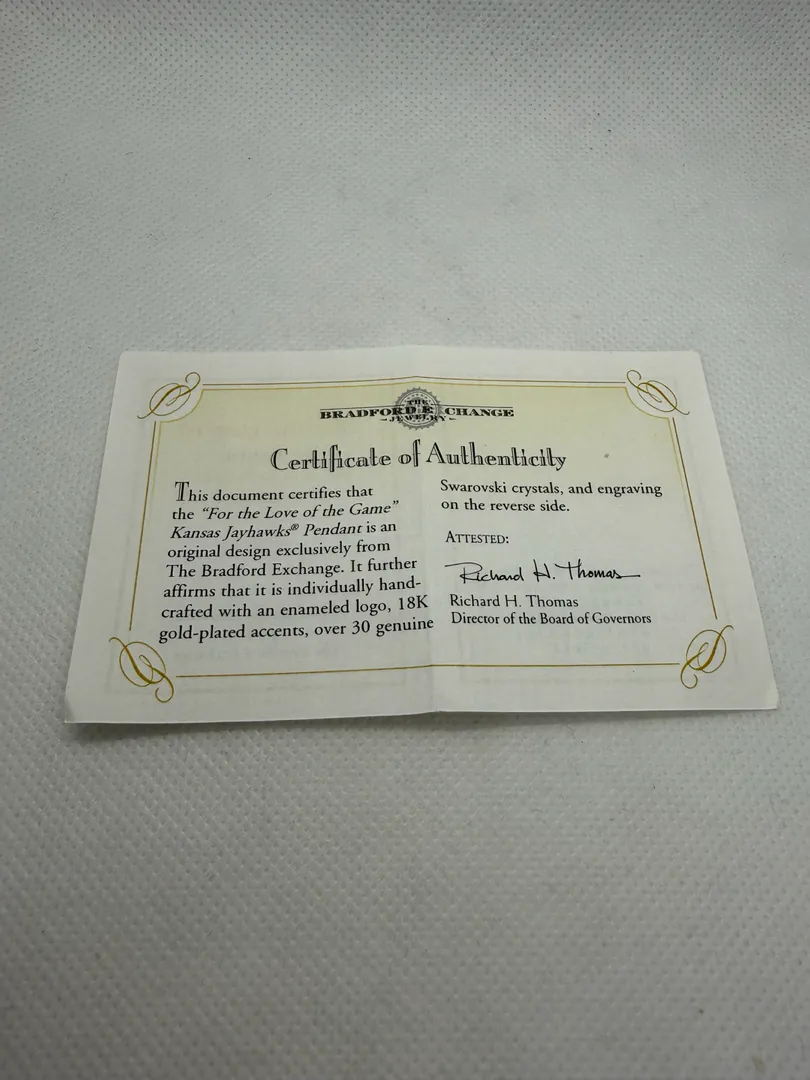 THE
BRADFORD EXCHANGE
-JEWELRY-
Certificate of Authenticity
This document certifies that
the "For the Love of the Game"
Kansas Jayhawks® Pendant is an
original design exclusively from
The Bradford Exchange. It further
affirms that it is individually hand-
crafted with an enameled logo, 18K
gold-plated accents, over 30 genuine
Swarovski crystals, and engraving
on the reverse side.
ATTESTED:
Richard H. Thomas
Richard H. Thomas
Director of the Board of Governors